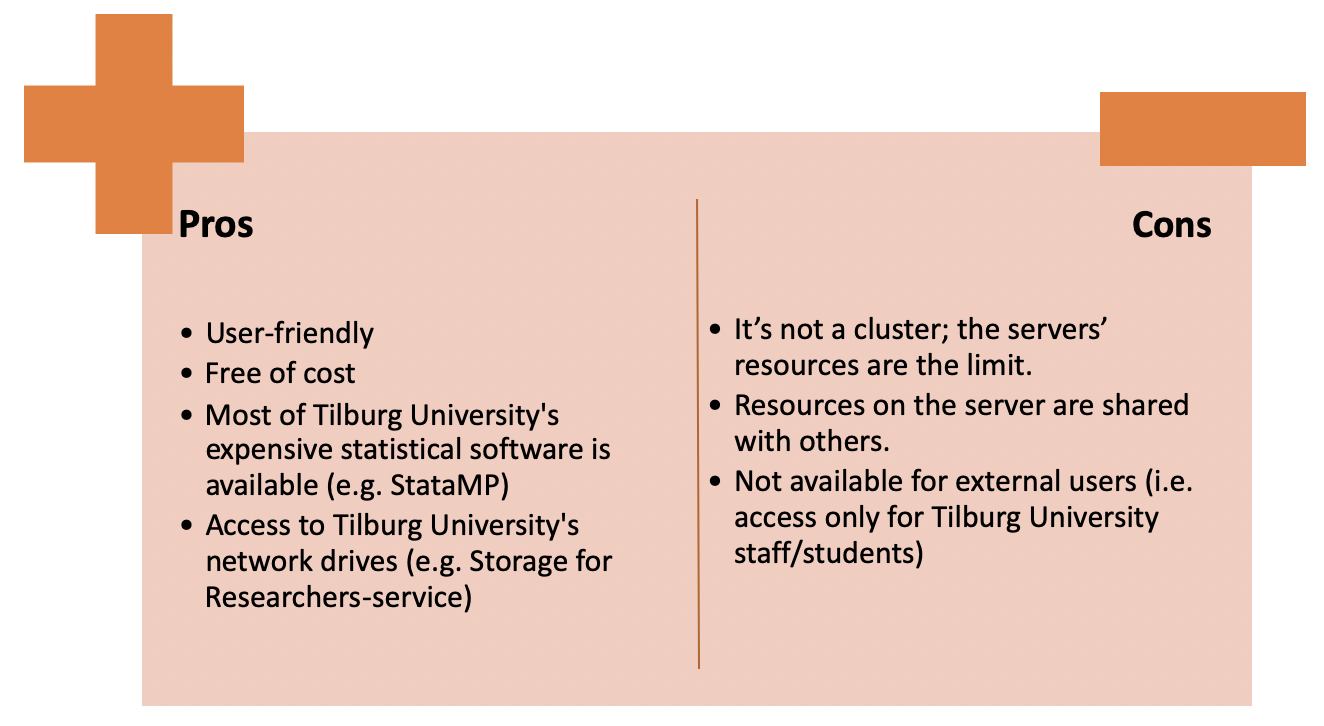 Pros
• User-friendly
• Free of cost
• Most of Tilburg University's
expensive statistical software is
available (e.g. StataMP)
• Access to Tilburg University's
network drives (e.g. Storage for
Researchers-service)
Cons
• It’s not a cluster; the servers’
resources are the limit.
• Resources on the server are shared
with others.
• Not available for external users (i.e.
access only for Tilburg University
staff/students)